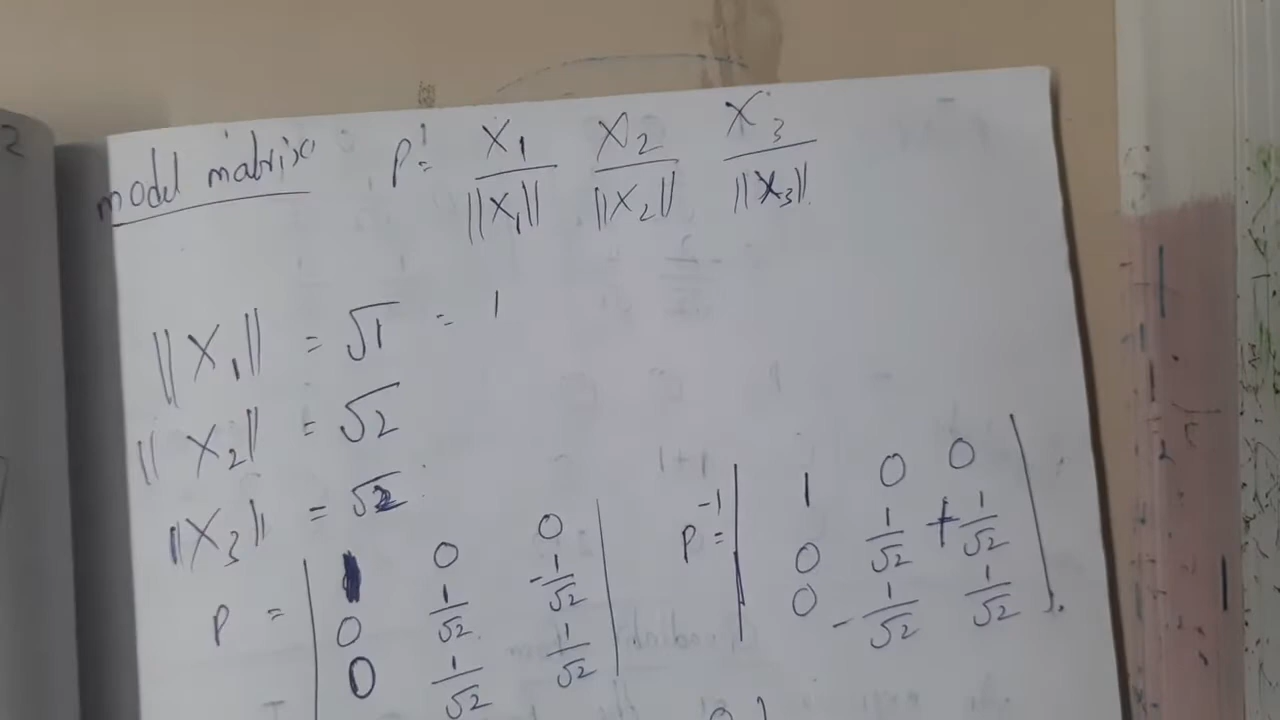 model matrix P' = X1/||X1|| X2/||X2|| X3/||X3||
||X1|| = √1 = 1
||X2|| = √2
||X3|| = √2
P = | 1 0 0 |
| 0 1/√2 -1/√2 |
| 0 1/√2 1/√2 |
P^-1 = | 1 0 0 |
| 0 1/√2 +1/√2 |
| 0 -1/√2 1/√2 |
2